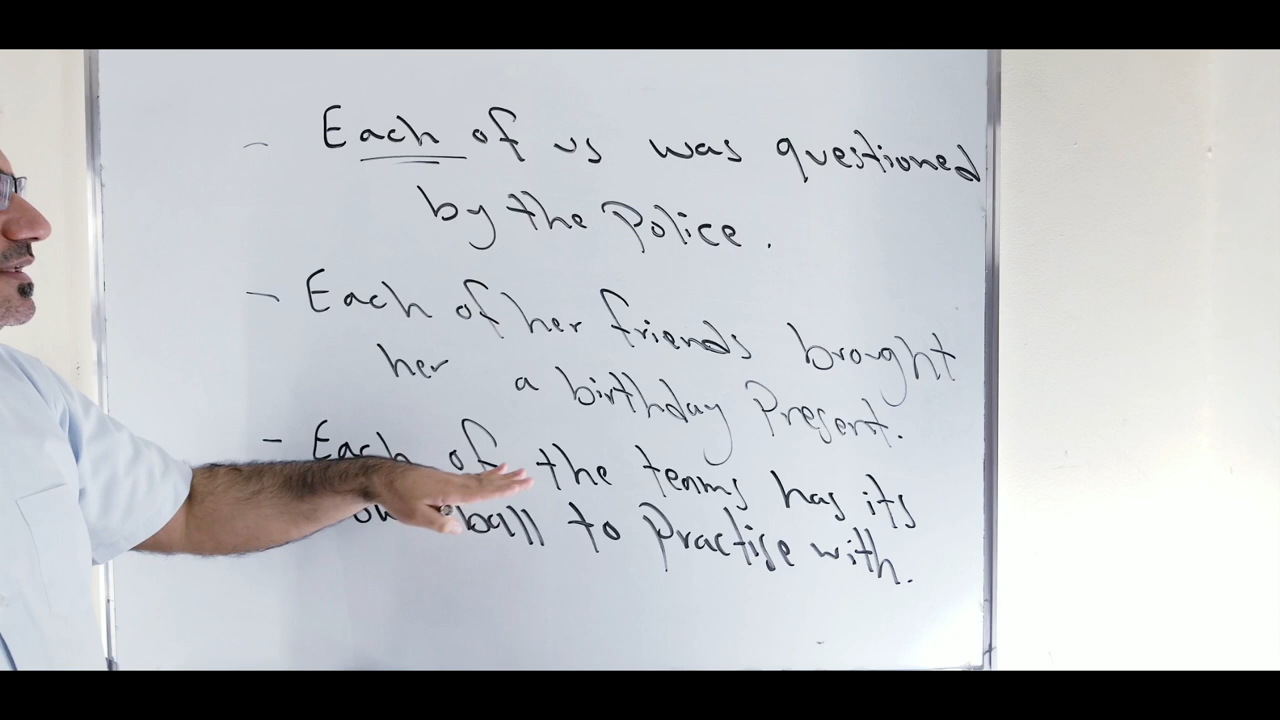 - Each of us was questioned
by the Police.
- Each of her friends brought
her a birthday Present.
- Each of the teams has its
ball to Practise with.